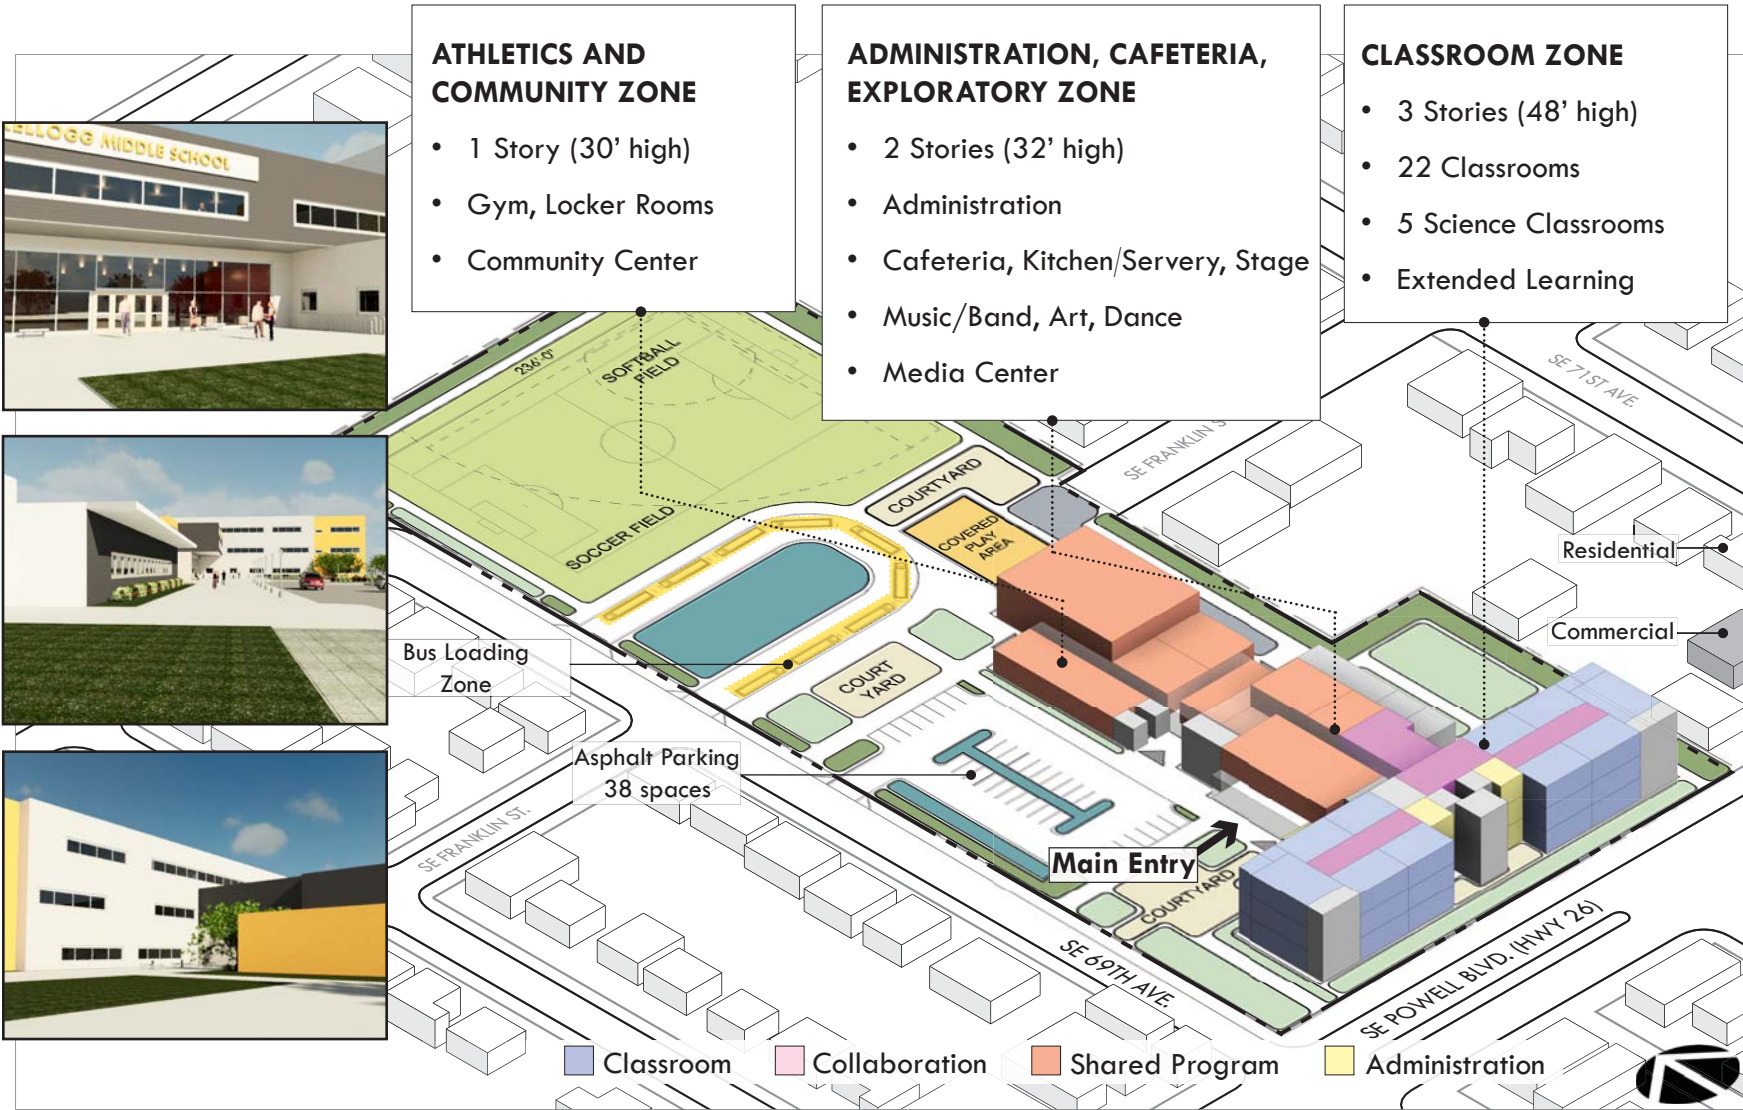 ATHLETICS AND
COMMUNITY ZONE
• 1 Story (30’ high)
• Gym, Locker Rooms
• Community Center
ADMINISTRATION, CAFETERIA,
EXPLORATORY ZONE
• 2 Stories (32’ high)
• Administration
• Cafeteria, Kitchen/Servery, Stage
• Music/Band, Art, Dance
• Media Center
CLASSROOM ZONE
• 3 Stories (48’ high)
• 22 Classrooms
• 5 Science Classrooms
• Extended Learning
KELLOGG MIDDLE SCHOOL
236'-0"
SOFTBALL
FIELD
SOCCER FIELD
COURTYARD
COVERED
PLAY
AREA
SE FRANKLIN S
SE 71ST AVE.
Residential
Commercial
Bus Loading
Zone
COURT
YARD
Asphalt Parking
38 spaces
SE FRANKLIN ST.
Main Entry
COURTYARD
SE 69TH AVE.
SE POWELL BLVD. (HWY 26)
Classroom
Collaboration
Shared Program
Administration